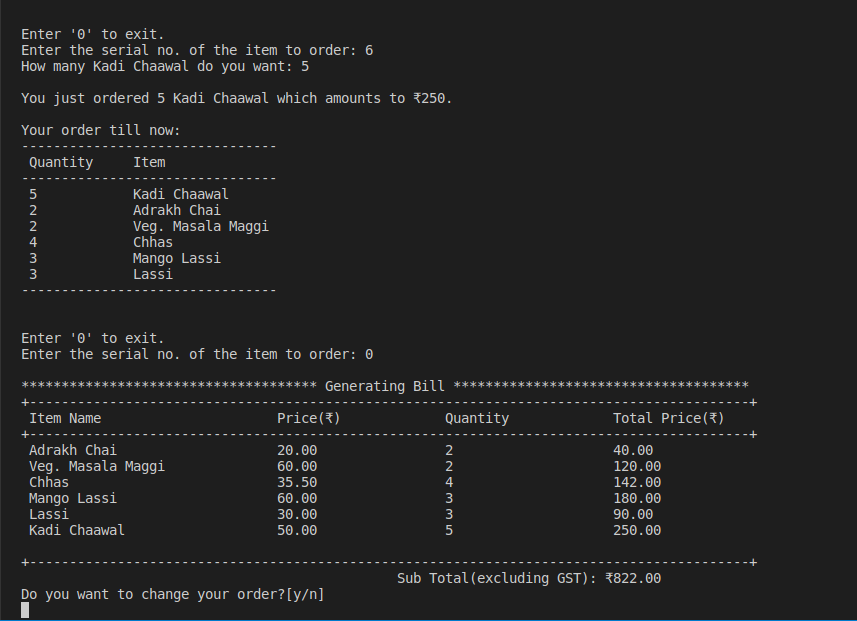 Enter '0' to exit.
Enter the serial no. of the item to order: 6
How many Kadi Chaawal do you want: 5
You just ordered 5 Kadi Chaawal which amounts to ₹250.
Your order till now:
--------------------------------
Quantity     Item
--------------------------------
5            Kadi Chaawal
2            Adrakh Chai
2            Veg. Masala Maggi
4            Chhas
3            Mango Lassi
3            Lassi
--------------------------------
Enter '0' to exit.
Enter the serial no. of the item to order: 0
************************************* Generating Bill *************************************
+------------------------------------------------------------------------------------------+
Item Name                      Price(₹)             Quantity             Total Price(₹)
+------------------------------------------------------------------------------------------+
Adrakh Chai                    20.00                2                    40.00
Veg. Masala Maggi              60.00                2                    120.00
Chhas                          35.50                4                    142.00
Mango Lassi                    60.00                3                    180.00
Lassi                          30.00                3                    90.00
Kadi Chaawal                   50.00                5                    250.00
+------------------------------------------------------------------------------------------+
Sub Total(excluding GST): ₹822.00
Do you want to change your order?[y/n]